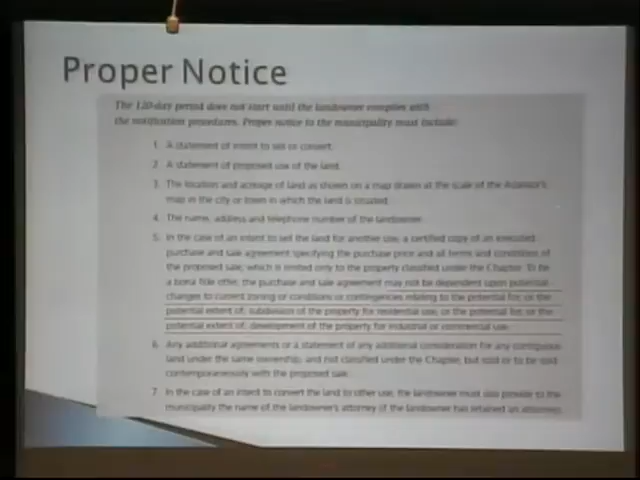 Proper Notice
The 120-day period does not start until the landowner complies with
the notification procedures. Proper notice to the municipality must include:
1. A statement of intent to sell or convert.
2. A statement of proposed use of the land.
3. The location and acreage of land as shown on a map drawn at the scale of the Assessor's
map in the city or town in which the land is situated.
4. The name, address and telephone number of the landowner.
5. In the case of an intent to sell the land for another use, a certified copy of an executed
purchase and sale agreement specifying the purchase price and all terms and conditions of
the proposed sale, which is limited only to the property classified under the Chapter. To be
a bona fide offer, the purchase and sale agreement may not be dependent upon potential
changes to current zoning or conditions or contingencies relating to the potential for, or the
potential extent of, subdivision of the property for residential use, or the potential for, or the
potential extent of, development of the property for industrial or commercial use.
6. Any additional agreements or a statement of any additional consideration for any contiguous
land under the same ownership, and not classified under the Chapter, but sold or to be sold
contemporaneously with the proposed sale.
7. In the case of an intent to convert the land to other use, the landowner must also provide to the
municipality the name of the landowner's attorney (if the landowner has retained an attorney)